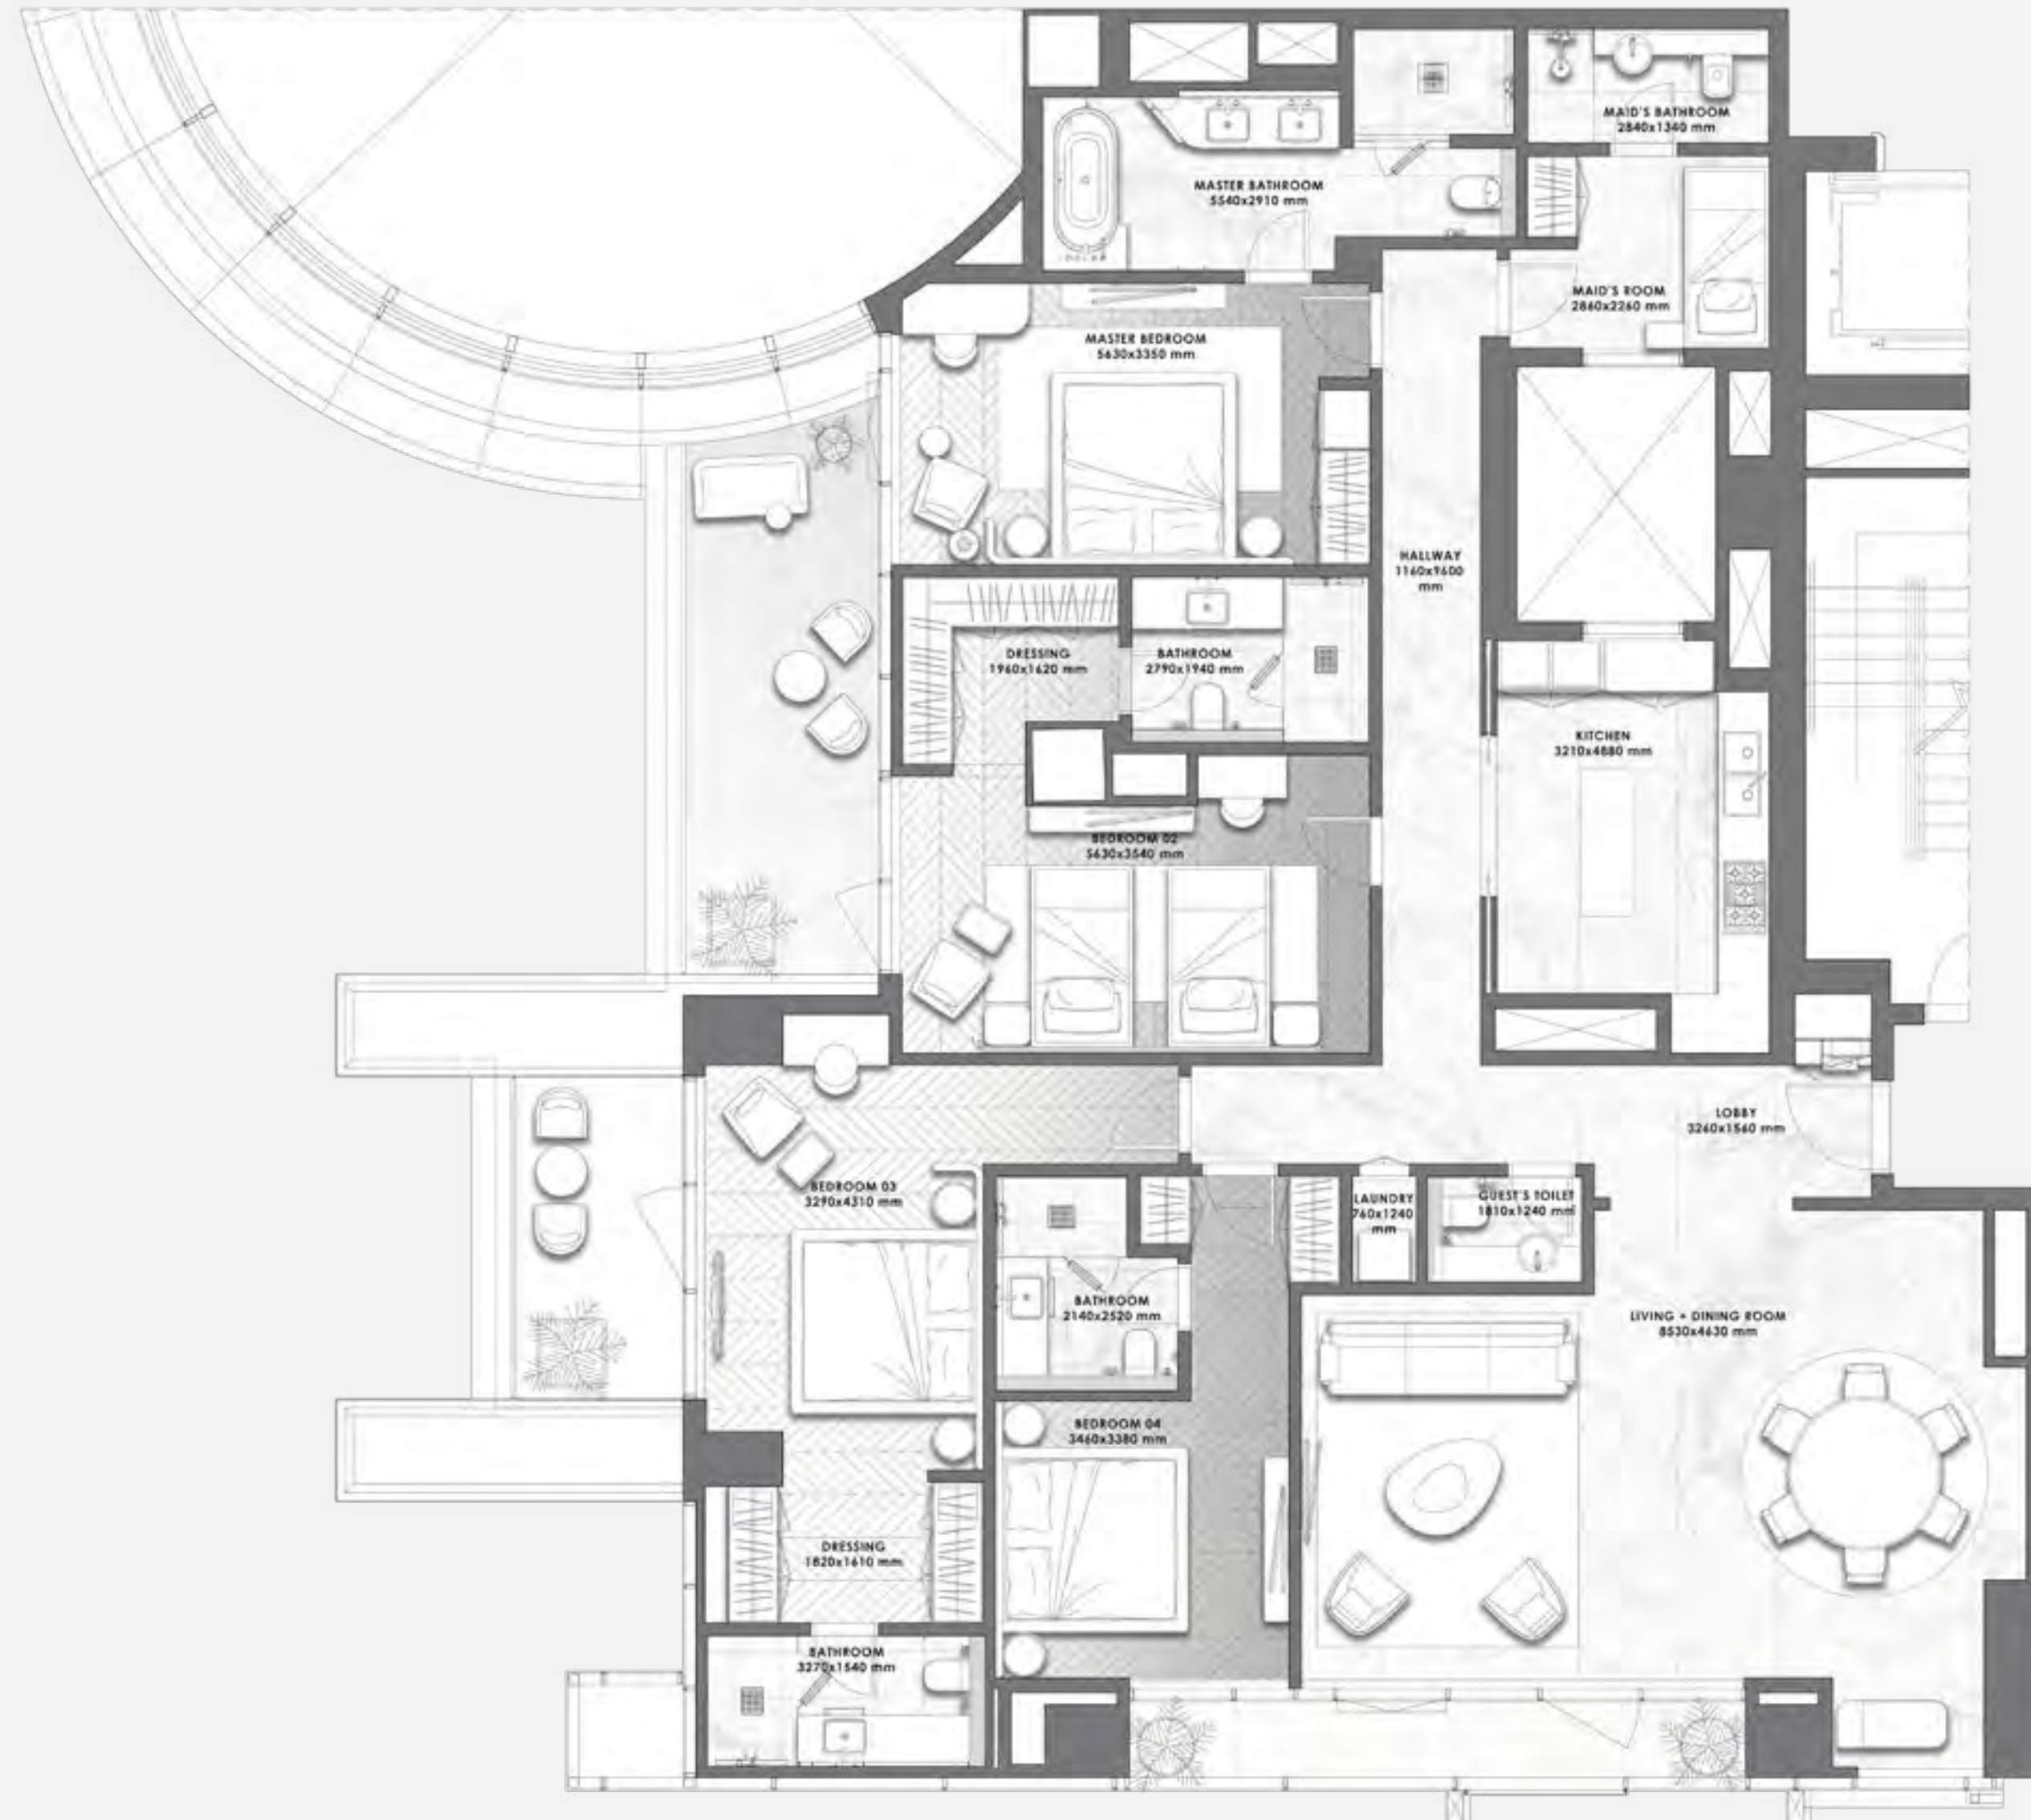 MAID'S BATHROOM
2840x1340 mm
MASTER BATHROOM
5540x2910 mm
MAID'S ROOM
2860x2260 mm
MASTER BEDROOM
5630x3350 mm
HALLWAY
1160x9600
mm
DRESSING
1960x1620 mm
BATHROOM
2790x1940 mm
KITCHEN
3210x4880 mm
BEDROOM 02
5630x3540 mm
LOBBY
3260x1560 mm
BEDROOM 03
3290x4310 mm
LAUNDRY
760x1240
mm
GUEST'S TOILET
1810x1240 mm
BATHROOM
2140x2520 mm
LIVING + DINING ROOM
8530x4630 mm
BEDROOM 04
3460x3380 mm
DRESSING
1820x1610 mm
BATHROOM
3270x1540 mm